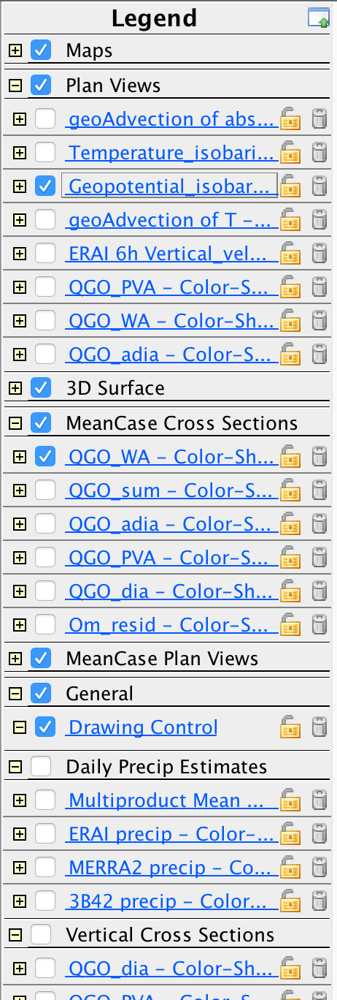 Legend
Maps
Plan Views
geoAdvection of abs...
Temperature_isobari...
Geopotential_isobar...
geoAdvection of T -...
ERAI 6h Vertical_vel...
QGO_PVA - Color-S...
QGO_WA - Color-Sh...
QGO_adia - Color-S...
3D Surface
MeanCase Cross Sections
QGO_WA - Color-Sh...
QGO_sum - Color-S...
QGO_adia - Color-S...
QGO_PVA - Color-S...
QGO_dia - Color-Sh...
Om_resid - Color-S...
MeanCase Plan Views
General
Drawing Control
Daily Precip Estimates
Multiproduct Mean ...
ERAI precip - Color-...
MERRA2 precip - Co...
3B42 precip - Color...
Vertical Cross Sections
QGO_dia - Color-Sh...
QGO_PVA - Color-S...